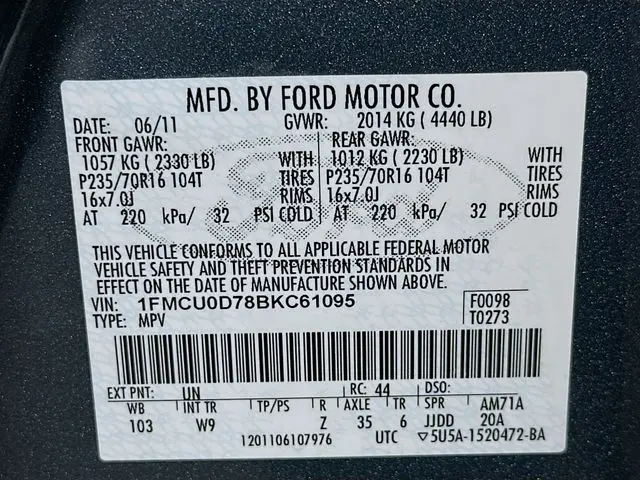 MFD. BY FORD MOTOR CO.
DATE: 06/11 GVWR: 2014 KG ( 4440 LB)
FRONT GAWR: REAR GAWR:
1057 KG ( 2330 LB) WITH 1012 KG ( 2230 LB) WITH
P235/70R16 104T TIRES P235/70R16 104T TIRES
16x7.0J RIMS 16x7.0J RIMS
AT 220 kPa/ 32 PSI COLD AT 220 kPa/ 32 PSI COLD
THIS VEHICLE CONFORMS TO ALL APPLICABLE FEDERAL MOTOR
VEHICLE SAFETY AND THEFT PREVENTION STANDARDS IN
EFFECT ON THE DATE OF MANUFACTURE SHOWN ABOVE.
VIN: 1FMCU0D78BKC61095 F0098
TYPE: MPV T0273
EXT PNT: UN RC: 44 DSO:
WB INT TR TP/PS R AXLE TR SPR AM71A
103 W9 Z 35 6 JJDD 20A
1201106107976 UTC ▽5U5A-1520472-BA